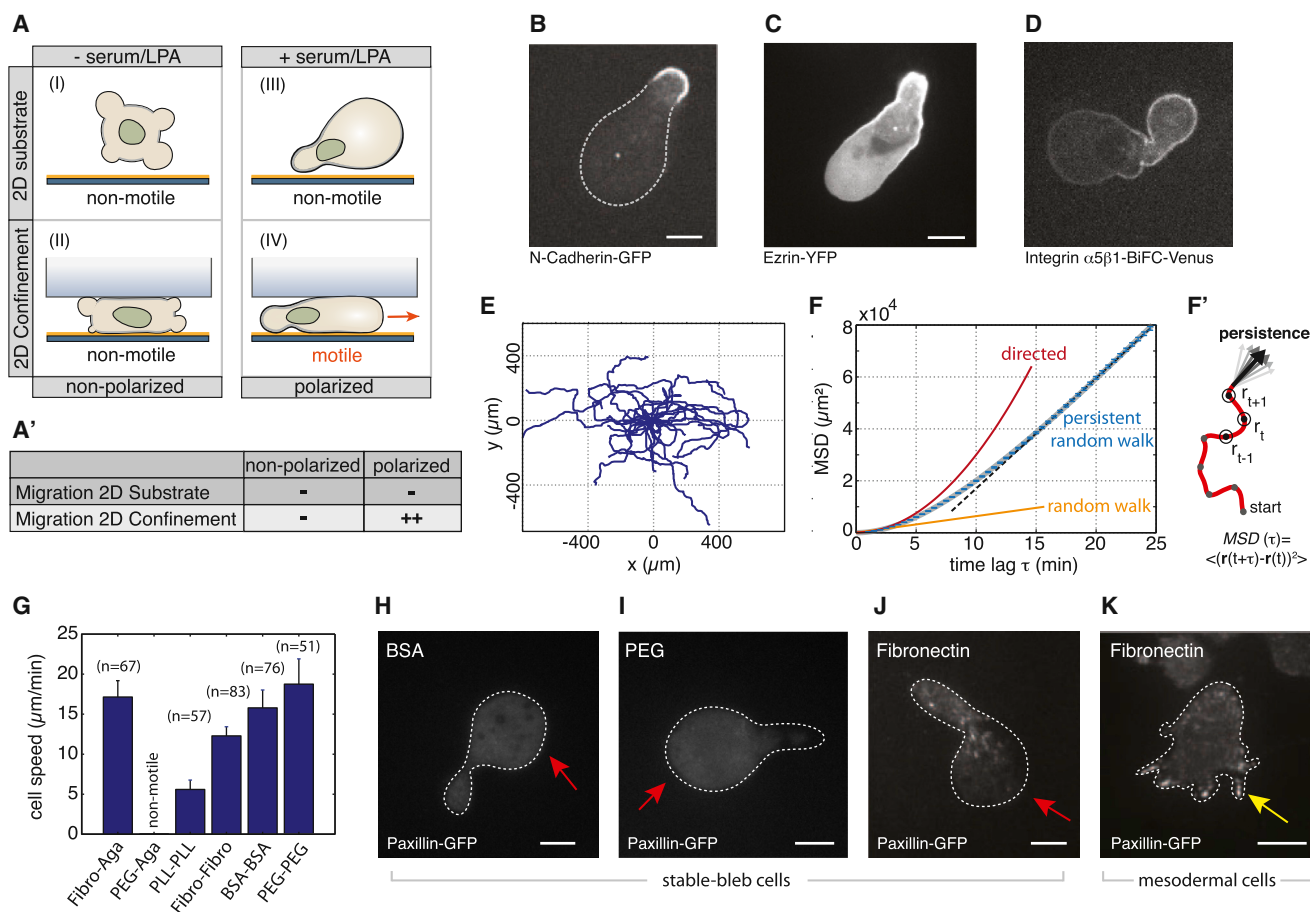 A
- serum/LPA
+ serum/LPA
2D substrate
(I)
non-motile
(III)
non-motile
2D Confinement
(II)
non-motile
(IV)
motile
non-polarized
polarized
A'
non-polarized
polarized
Migration 2D Substrate
-
-
Migration 2D Confinement
-
++
B
N-Cadherin-GFP
C
Ezrin-YFP
D
Integrin α5β1-BiFC-Venus
E
y (µm)
400
0
-400
-400
0
400
x (µm)
F
x10⁴
MSD (µm²)
8
6
4
2
0
0
5
10
15
20
25
time lag τ (min)
directed
persistent
random walk
random walk
F'
persistence
r t+1
r t
r t-1
start
MSD (τ)=
<(r(t+τ)-r(t))²>
G
cell speed (µm/min)
25
20
15
10
5
0
(n=67)
non-motile
(n=57)
(n=83)
(n=76)
(n=51)
Fibro-Aga
PEG-Aga
PLL-PLL
Fibro-Fibro
BSA-BSA
PEG-PEG
H
BSA
Paxillin-GFP
I
PEG
Paxillin-GFP
J
Fibronectin
Paxillin-GFP
K
Fibronectin
Paxillin-GFP
stable-bleb cells
mesodermal cells